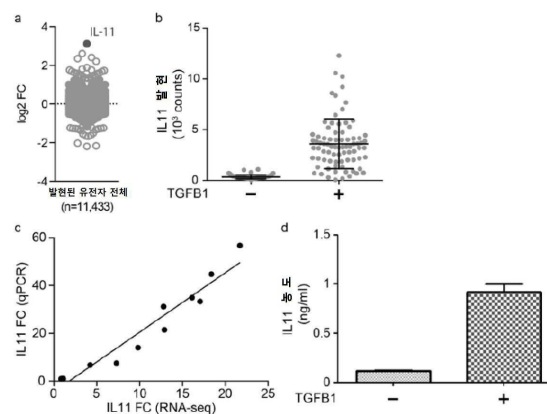 a
IL-11
4
2
0
-2
-4
log2 FC
발현된 유전자 전체
(n=11,433)
b
15
10
5
0
IL11 발현
(10³ counts)
TGFB1
−
+
c
60
40
20
0
IL11 FC (qPCR)
0
5
10
15
20
25
IL11 FC (RNA-seq)
d
1.5
1
0.5
0
IL11 농도
(ng/ml)
TGFB1
−
+